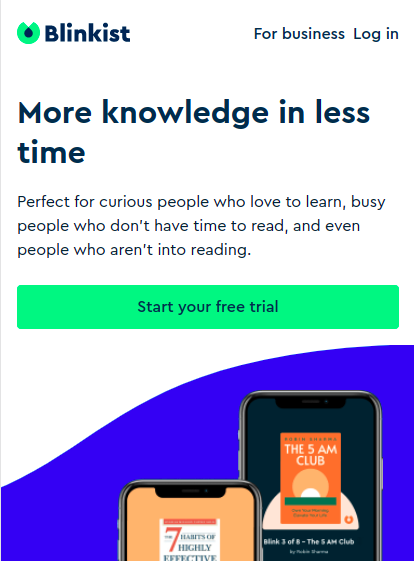 Blinkist
For business Log in
More knowledge in less
time
Perfect for curious people who love to learn, busy
people who don't have time to read, and even
people who aren't into reading.
Start your free trial
ROBIN SHARMA
THE 5 AM
CLUB
Own Your Morning.
Elevate Your Life.
Blink 3 of 8 – The 5 AM Club
by Robin Sharma
THE 7 HABITS OF
HIGHLY
EFFECTIVE